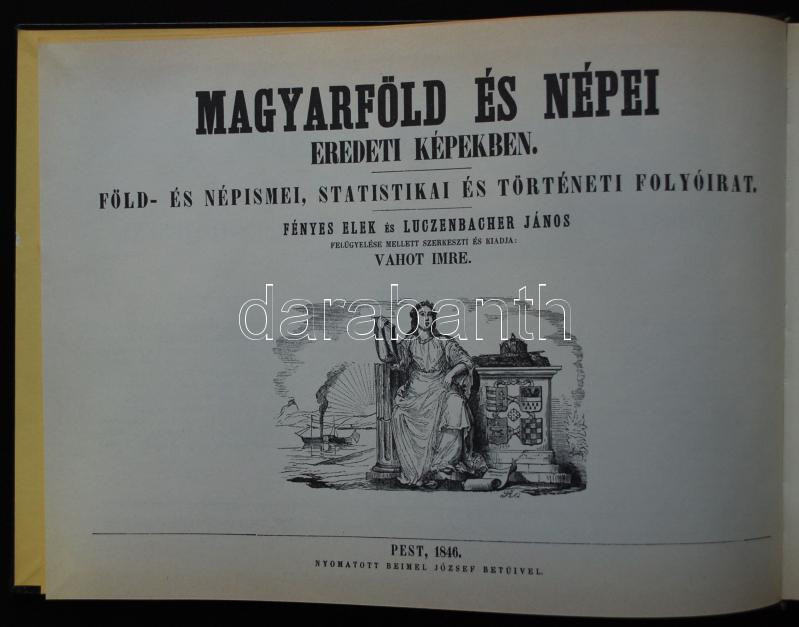 MAGYARFÖLD ÉS NÉPEI
EREDETI KÉPEKBEN.
FÖLD- ÉS NÉPISMEI, STATISTIKAI ÉS TÖRTÉNETI FOLYÓIRAT.
FÉNYES ELEK ÉS LUCZENBACHER JÁNOS
FELÜGYELÉSE MELLETT SZERKESZTI ÉS KIADJA:
VAHOT IMRE.
darabanth
PEST, 1846.
NYOMATOTT BEIMEL JÓZSEF BETŰIVEL.